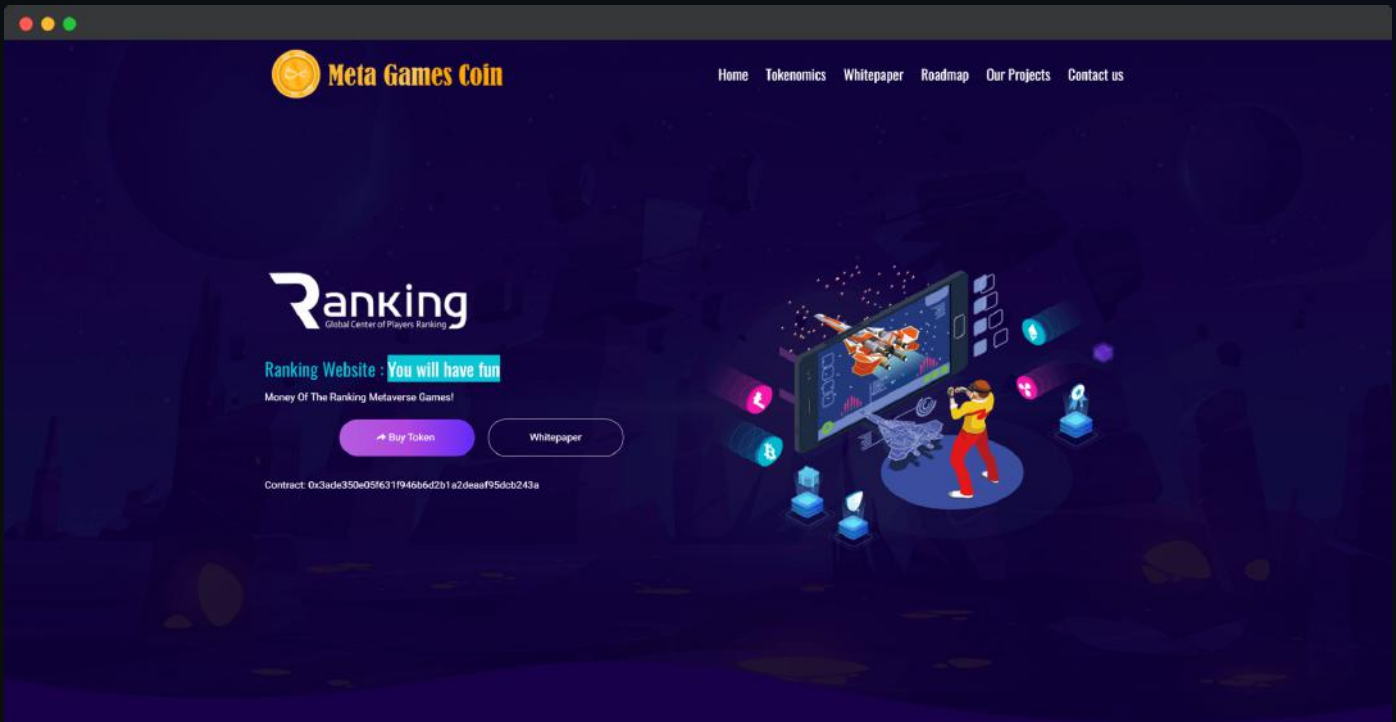 Meta Games Coin
Home Tokenomics Whitepaper Roadmap Our Projects Contact us
Ranking
Global Center of Players Ranking
Ranking Website : You will have fun
Money Of The Ranking Metaverse Games!
Buy Token Whitepaper
Contract: 0x3ade350e05f631f946b6d2b1a2deaaf95dcb243a